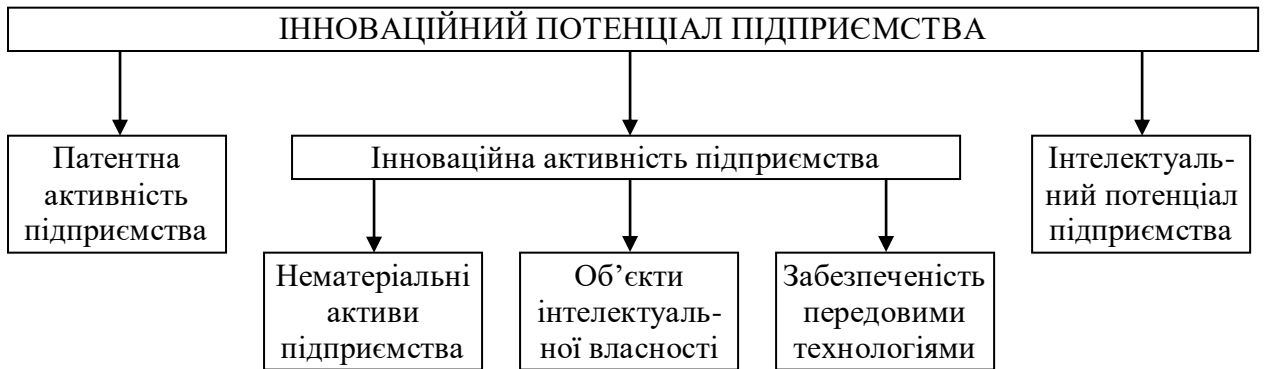 ІННОВАЦІЙНИЙ ПОТЕНЦІАЛ ПІДПРИЄМСТВА
Патентна
активність
підприємства
Інноваційна активність підприємства
Інтелектуаль-
ний потенціал
підприємства
Нематеріальні
активи
підприємства
Об’єкти
інтелектуаль-
ної власності
Забезпеченість
передовими
технологіями